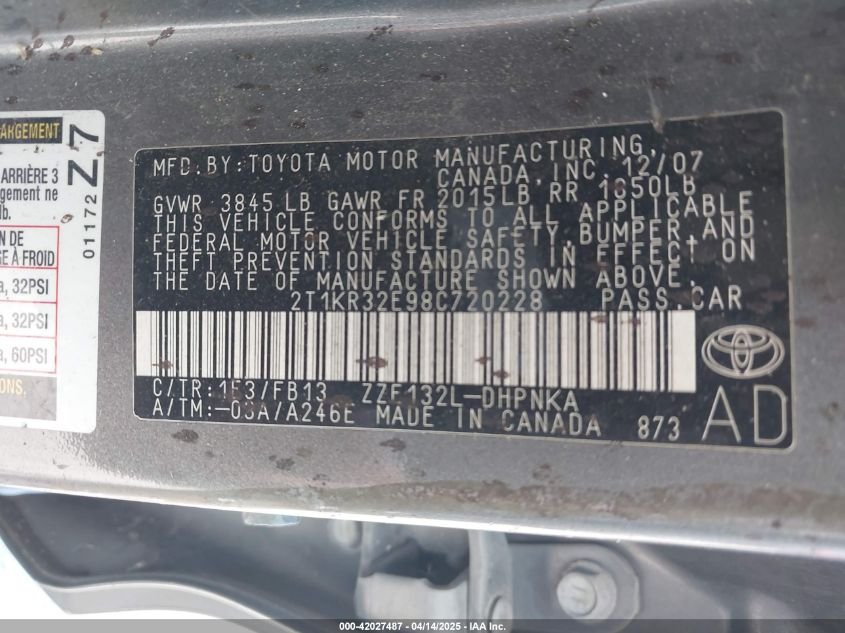 ARGEMENT
ARRIÈRE 3
gement ne
lb.
N DE
GE À FROID
a, 32PSI
a, 32PSI
a, 60PSI
ONS
01172
Z 7
MFD. BY: TOYOTA MOTOR MANUFACTURING,
CANADA, INC. 12/07
GVWR 3845 LB GAWR FR 2015LB RR 1850LB
THIS VEHICLE CONFORMS TO ALL APPLICABLE
FEDERAL MOTOR VEHICLE SAFETY, BUMPER AND
THEFT PREVENTION STANDARDS IN EFFECT ON
THE DATE OF MANUFACTURE SHOWN ABOVE.
2T1KR32E98C720228 PASS. CAR
C/TR: 1F3/FB13 ZZE132L-DHPNKA
A/TM: -03A/A246E MADE IN CANADA 873
AD
000-42027487 - 04/14/2025 - IAA Inc.